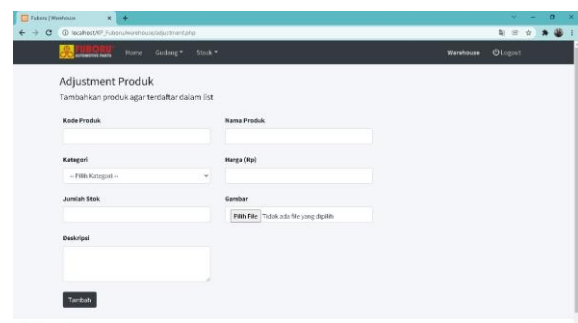 Fuboru | Warehouse
localhost/KP_Fuboru/warehouse/adjustment.php
FUBORU
AUTOMOTIVE PARTS
Home Gudang Stock Warehouse Logout
Adjustment Produk
Tambahkan produk agar terdaftar dalam list
Kode Produk Nama Produk
Kategori Harga (Rp)
-- Pilih Kategori --
Jumlah Stok Gambar
Pilih File Tidak ada file yang dipilih
Deskripsi
Tambah